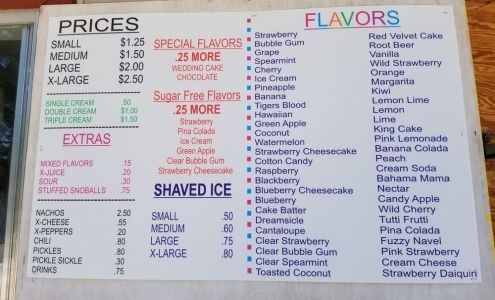 PRICES
SMALL $1.25
MEDIUM $1.50
LARGE $2.00
X-LARGE $2.50
SINGLE CREAM .50
DOUBLE CREAM $1.00
TRIPLE CREAM $1.50
EXTRAS
MIXED FLAVORS .15
X-JUICE .20
SOUR .30
STUFFED SNOBALLS .75
NACHOS 2.50
X-CHEESE .55
X-PEPPERS .20
CHILI .80
PICKLES .80
PICKLE SICKLE .30
DRINKS .75
SPECIAL FLAVORS
.25 MORE
WEDDING CAKE
CHOCOLATE
Sugar Free Flavors
.25 MORE
Strawberry
Pina Colada
Ice Cream
Green Apple
Clear Bubble Gum
Strawberry Cheesecake
SHAVED ICE
SMALL .50
MEDIUM .60
LARGE .75
X-LARGE .80
FLAVORS
Strawberry
Bubble Gum
Grape
Spearmint
Cherry
Ice Cream
Pineapple
Banana
Tigers Blood
Hawaiian
Green Apple
Coconut
Watermelon
Strawberry Cheesecake
Cotton Candy
Raspberry
Blackberry
Blueberry Cheesecake
Blueberry
Cake Batter
Dreamsicle
Cantaloupe
Clear Strawberry
Clear Bubble Gum
Clear Spearmint
Toasted Coconut
Red Velvet Cake
Root Beer
Vanilla
Wild Strawberry
Orange
Margarita
Kiwi
Lemon Lime
Lemon
Lime
King Cake
Pink Lemonade
Banana Colada
Peach
Cream Soda
Bahama Mama
Nectar
Candy Apple
Wild Cherry
Tutti Frutti
Pina Colada
Fuzzy Navel
Pink Strawberry
Cream Cheese
Strawberry Daiquiri